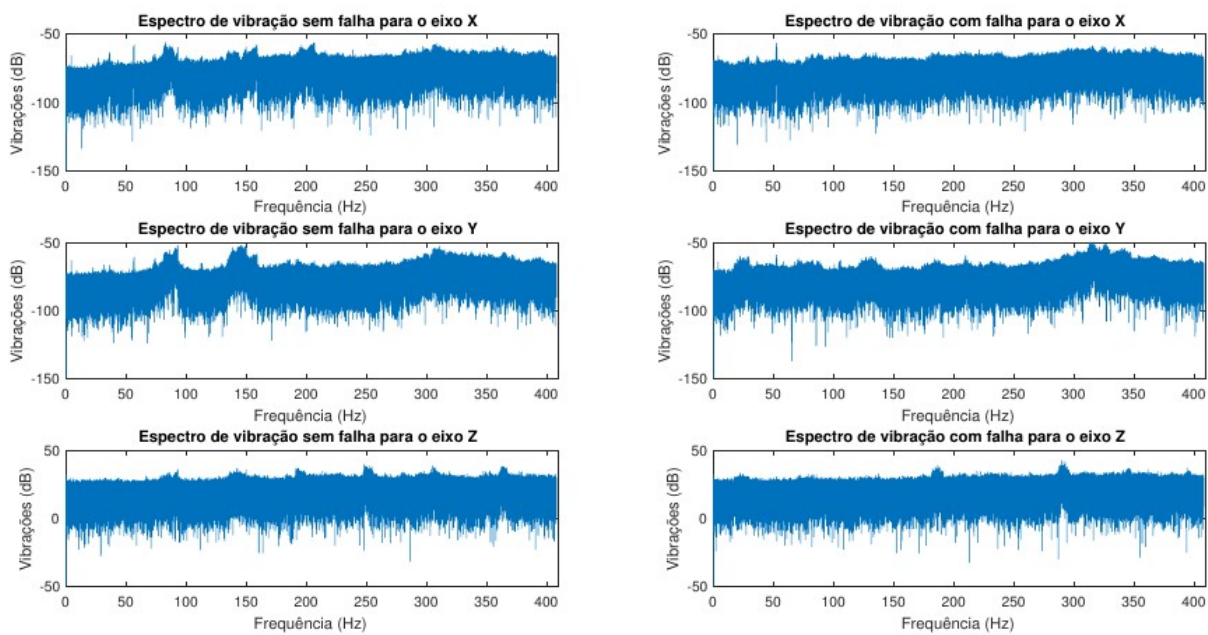 Espectro de vibração sem falha para o eixo X
-50
-100
-150
Vibrações (dB)
0 50 100 150 200 250 300 350 400
Frequência (Hz)
Espectro de vibração com falha para o eixo X
-50
-100
-150
Vibrações (dB)
0 50 100 150 200 250 300 350 400
Frequência (Hz)
Espectro de vibração sem falha para o eixo Y
-50
-100
-150
Vibrações (dB)
0 50 100 150 200 250 300 350 400
Frequência (Hz)
Espectro de vibração com falha para o eixo Y
-50
-100
-150
Vibrações (dB)
0 50 100 150 200 250 300 350 400
Frequência (Hz)
Espectro de vibração sem falha para o eixo Z
50
0
-50
Vibrações (dB)
0 50 100 150 200 250 300 350 400
Frequência (Hz)
Espectro de vibração com falha para o eixo Z
50
0
-50
Vibrações (dB)
0 50 100 150 200 250 300 350 400
Frequência (Hz)